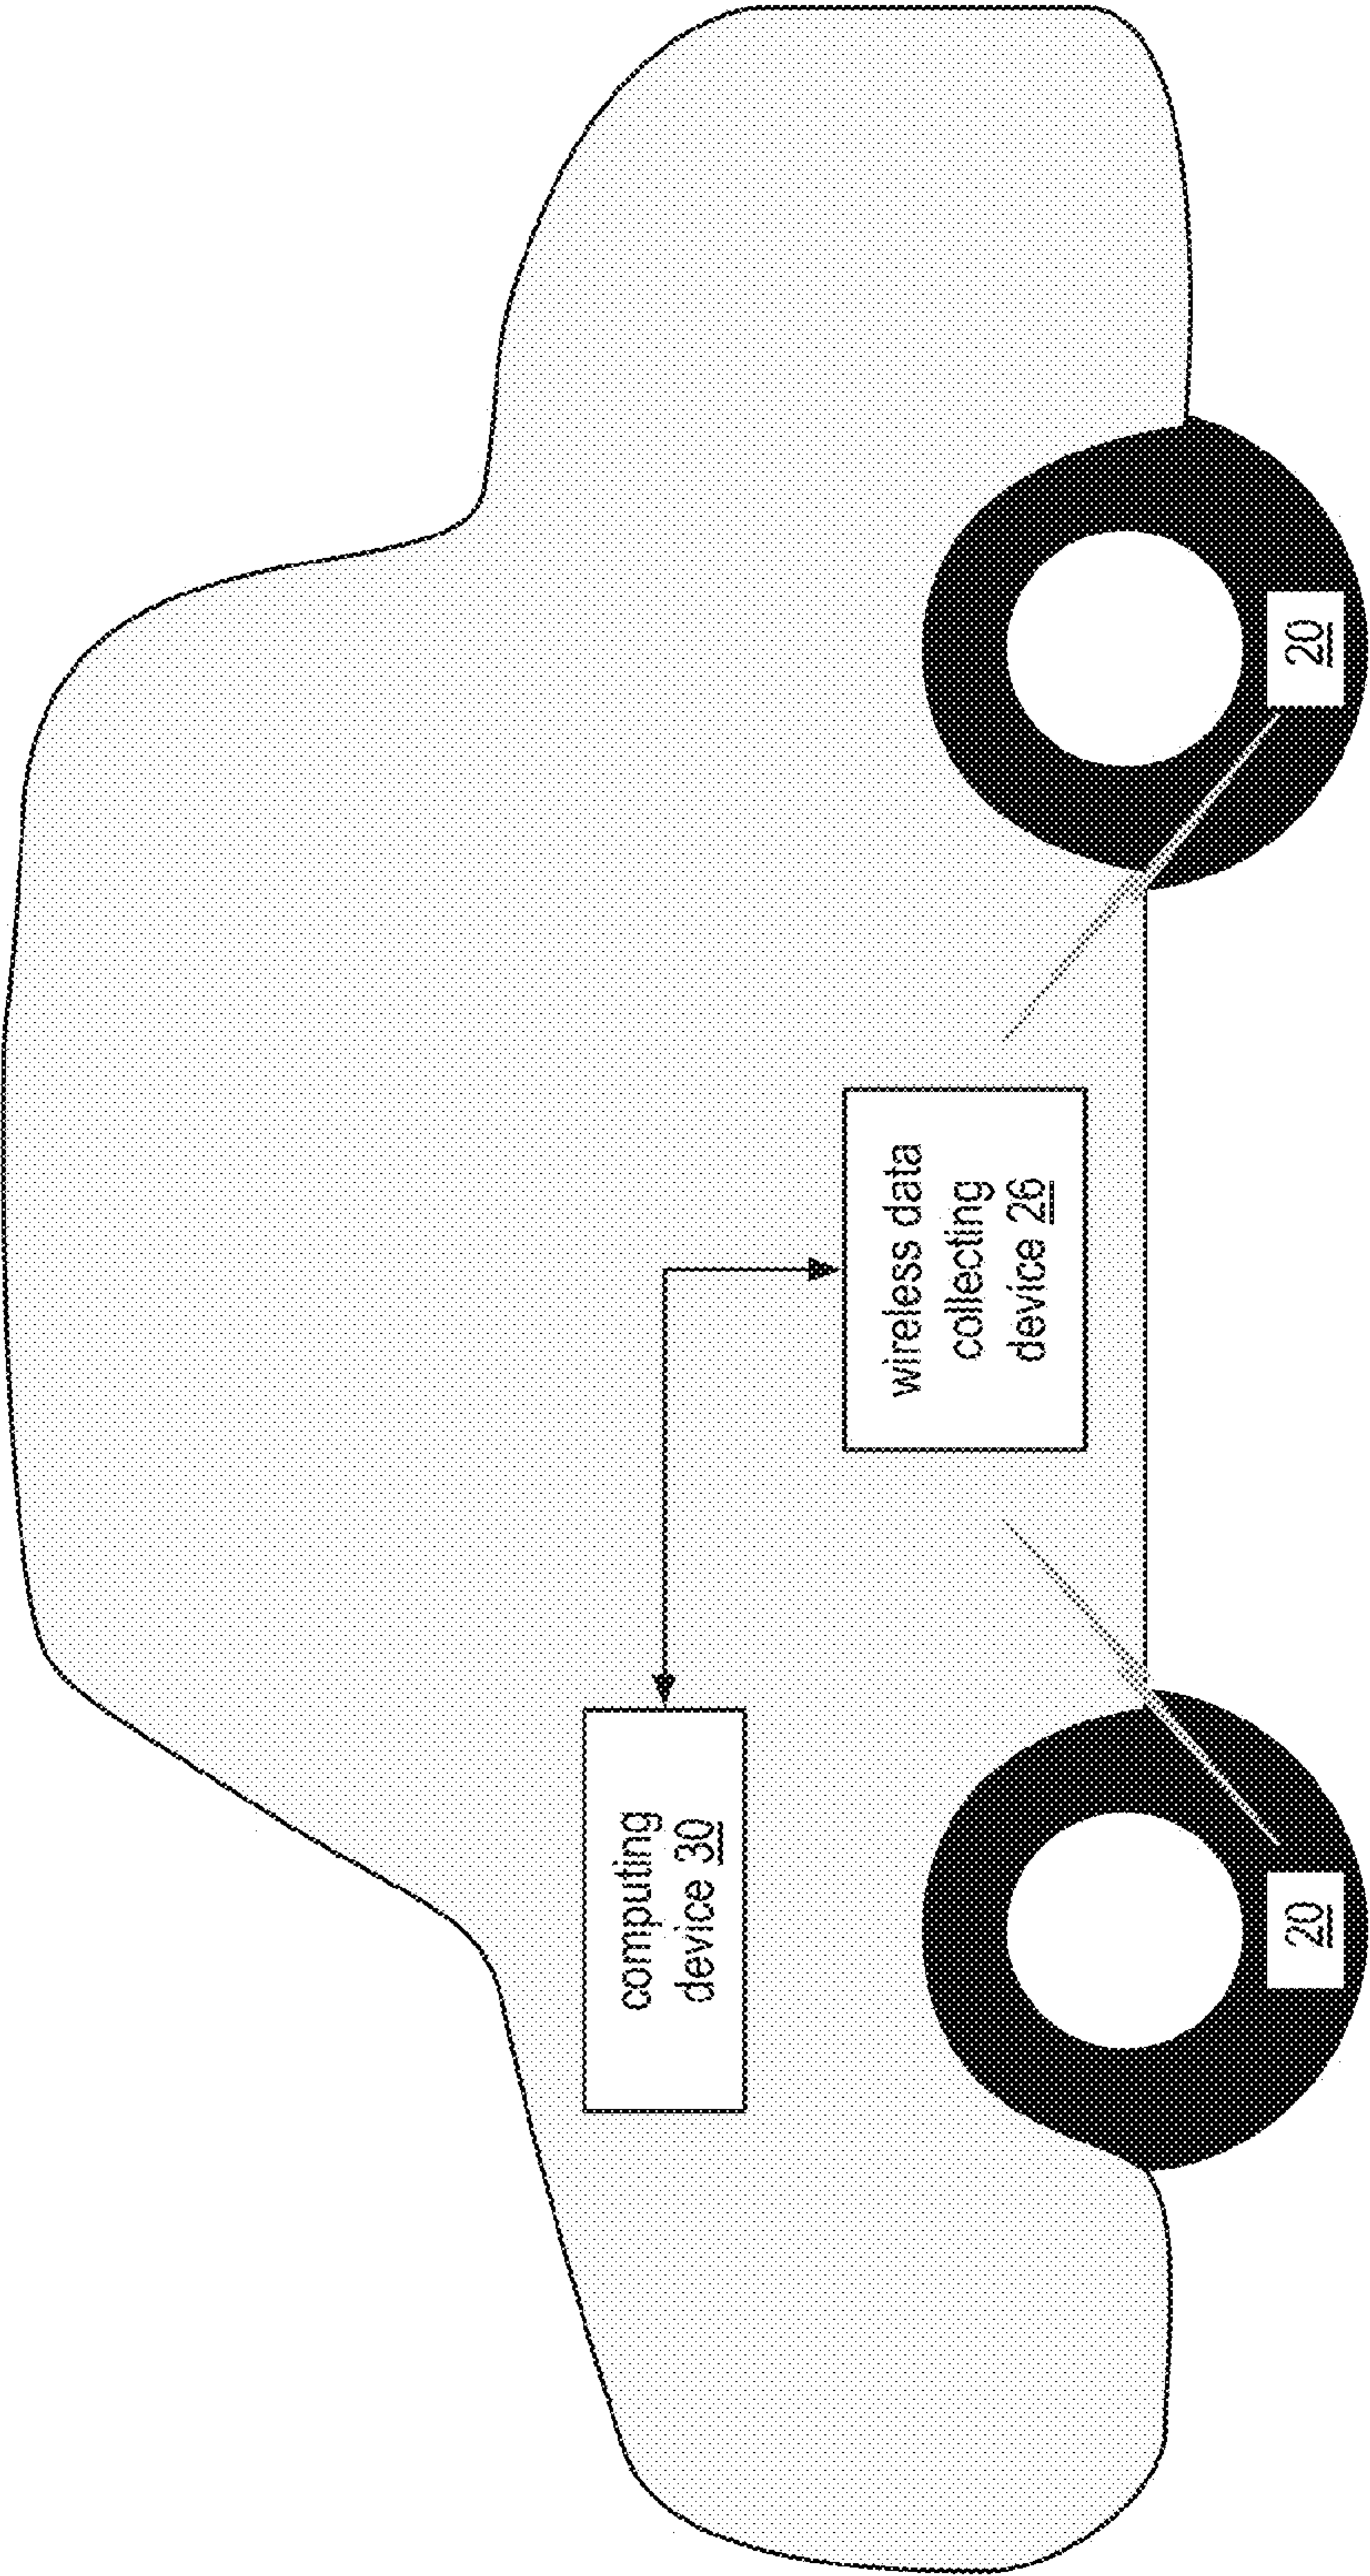 computing
device 30
wireless data
collecting
device 26
20
20